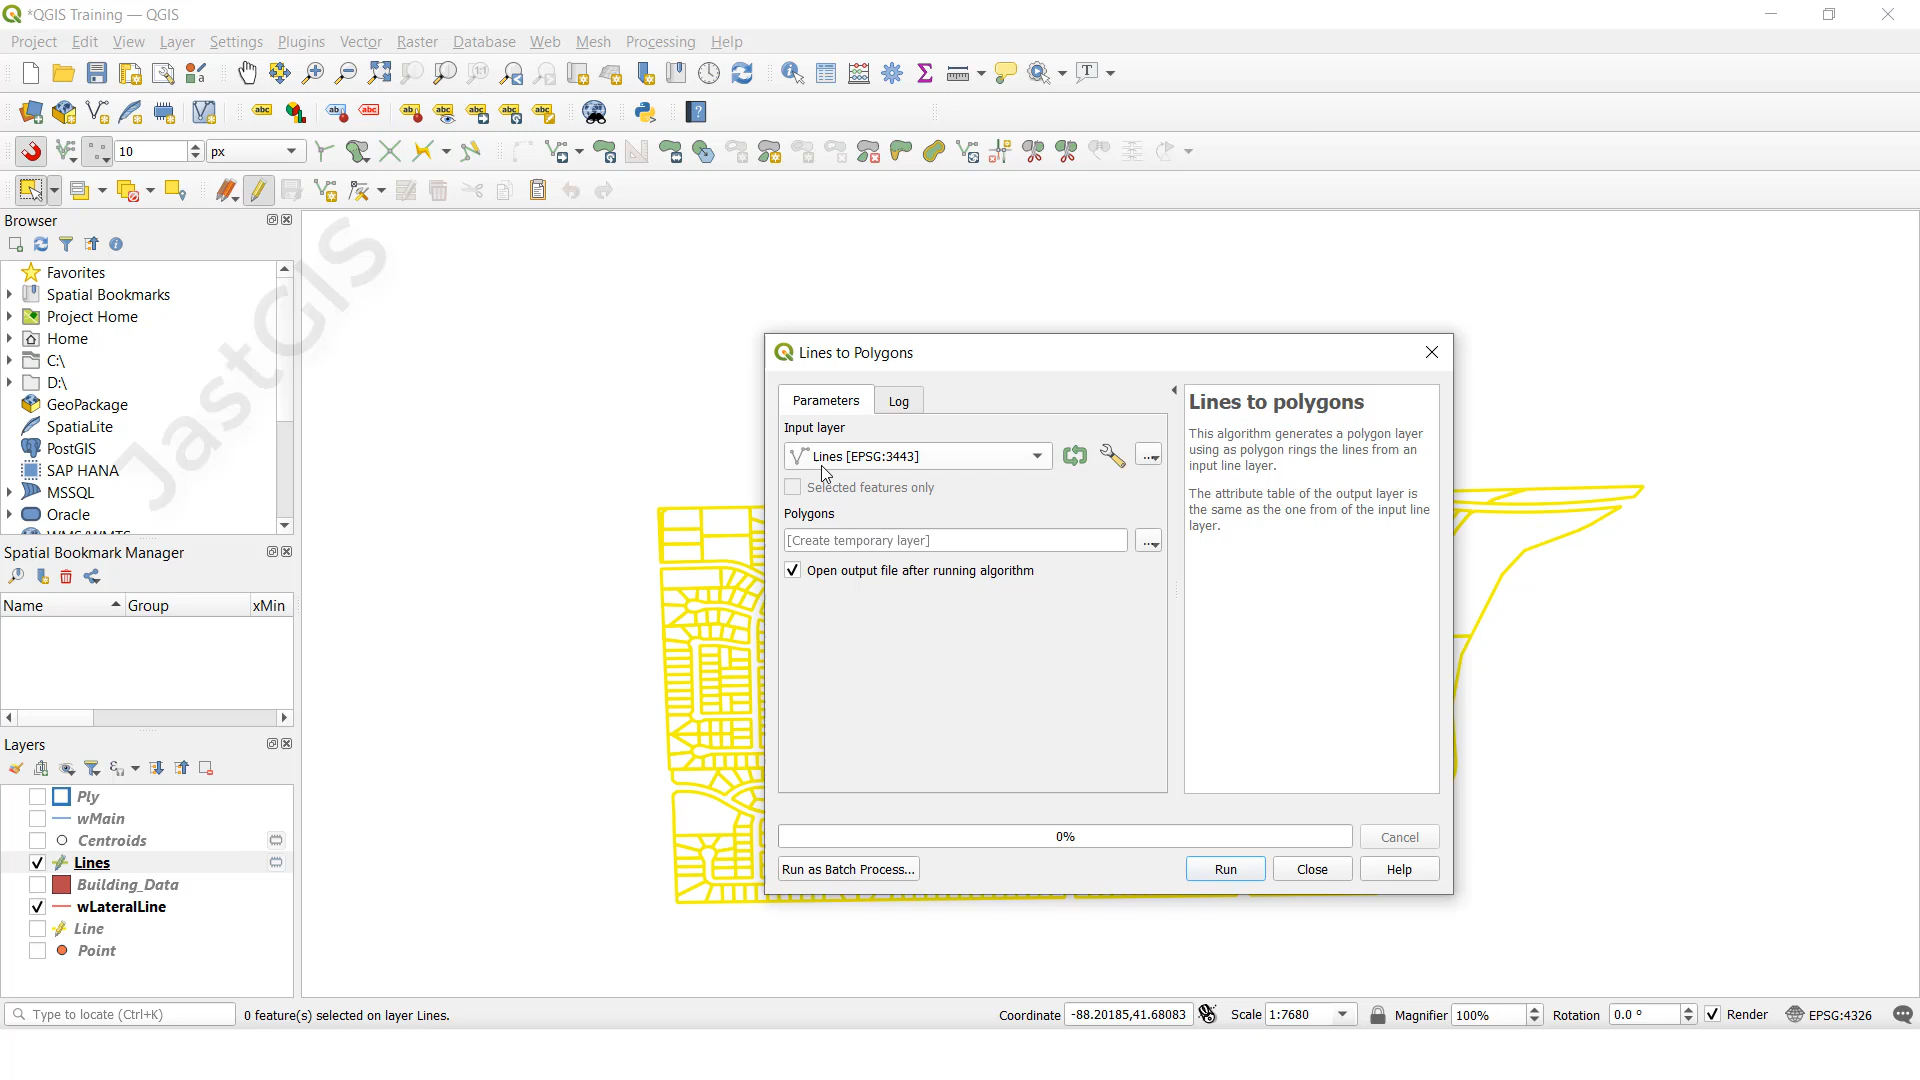 *QGIS Training — QGIS
Project Edit View Layer Settings Plugins Vector Raster Database Web Mesh Processing Help
10 px
Browser
Favorites
Spatial Bookmarks
Project Home
Home
C:\
D:\
GeoPackage
SpatiaLite
PostGIS
SAP HANA
MSSQL
Oracle
WMS/WMTS
JastGIS
Spatial Bookmark Manager
Name Group xMin
Layers
Ply
wMain
Centroids
Lines
Building_Data
wLateralLine
Line
Point
Lines to Polygons
Parameters Log
Input layer
Lines [EPSG:3443]
Selected features only
Polygons
[Create temporary layer]
Open output file after running algorithm
Lines to polygons
This algorithm generates a polygon layer
using as polygon rings the lines from an
input line layer.
The attribute table of the output layer is
the same as the one from of the input line
layer.
0%
Cancel
Run as Batch Process...
Run Close Help
Type to locate (Ctrl+K) 0 feature(s) selected on layer Lines. Coordinate -88.20185,41.68083 Scale 1:7680 Magnifier 100% Rotation 0.0 ° Render EPSG:4326